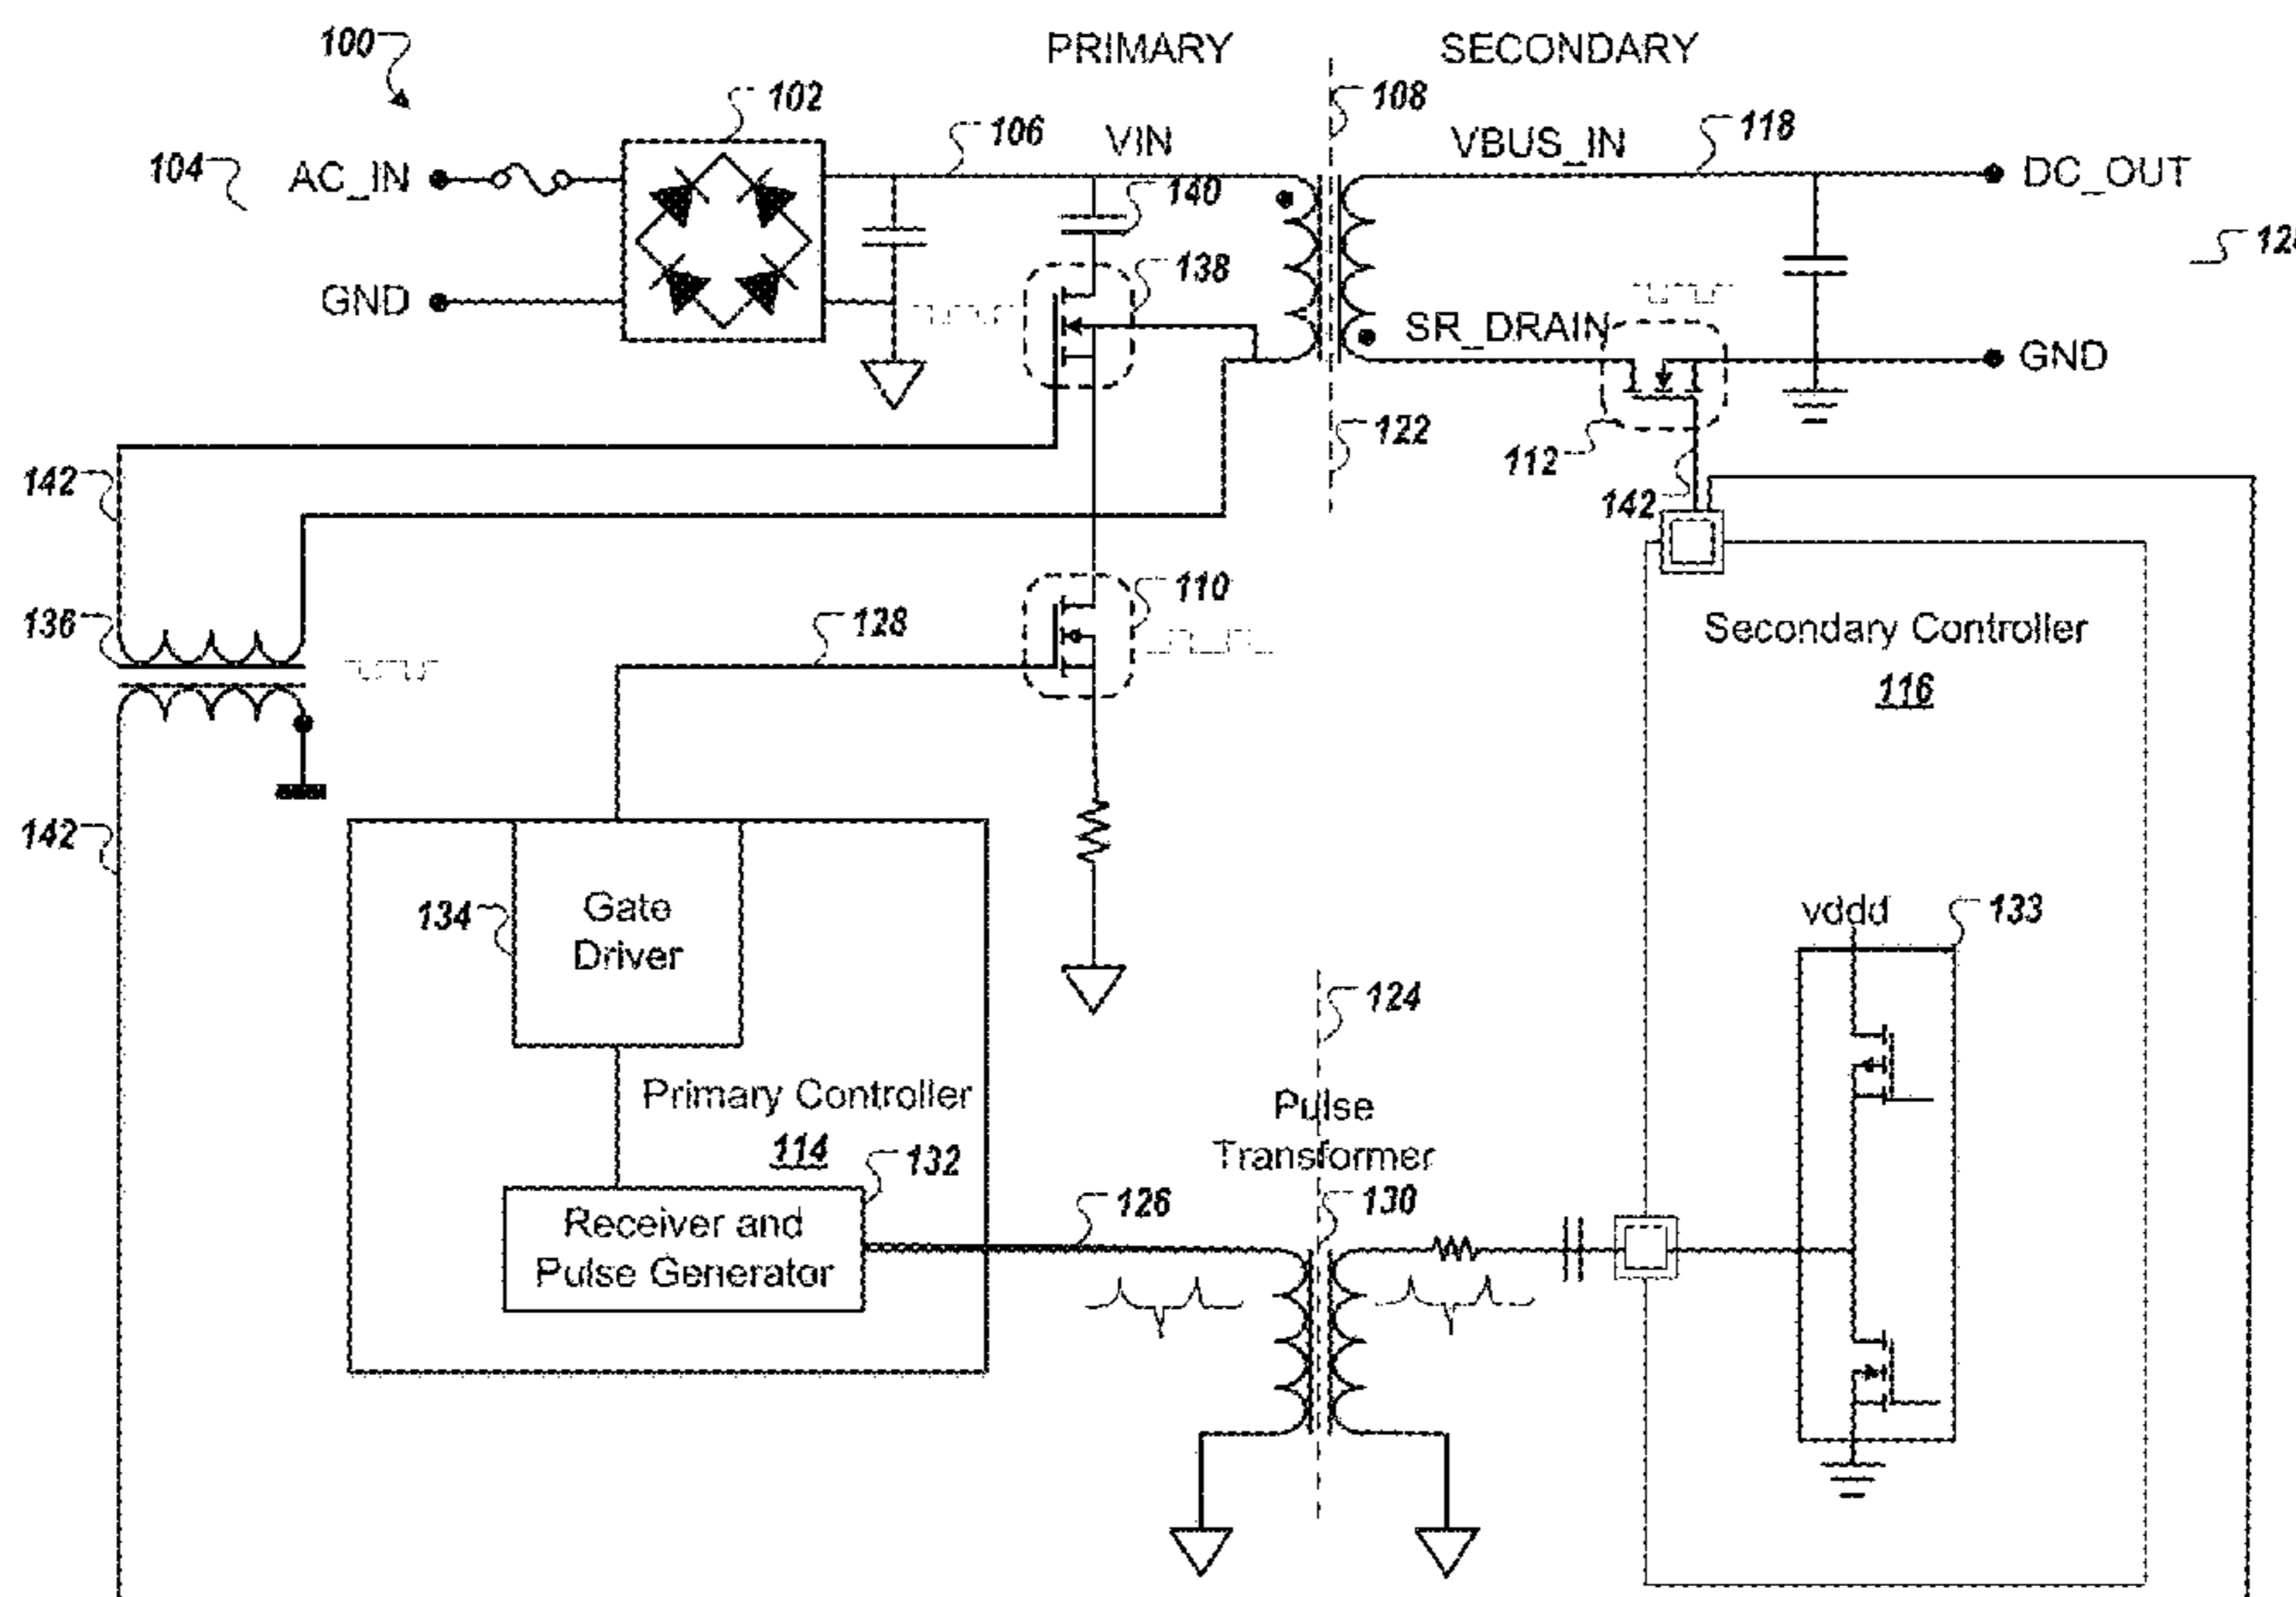 100
PRIMARY
SECONDARY
102
108
104
AC_IN
106
VIN
VBUS_IN
118
DC_OUT
140
GND
138
SR_DRAIN
GND
142
122
112
142
136
128
110
Secondary Controller
116
142
134
Gate
Driver
vddd
133
124
Primary Controller
114
Pulse
Transformer
132
126
130
Receiver and
Pulse Generator